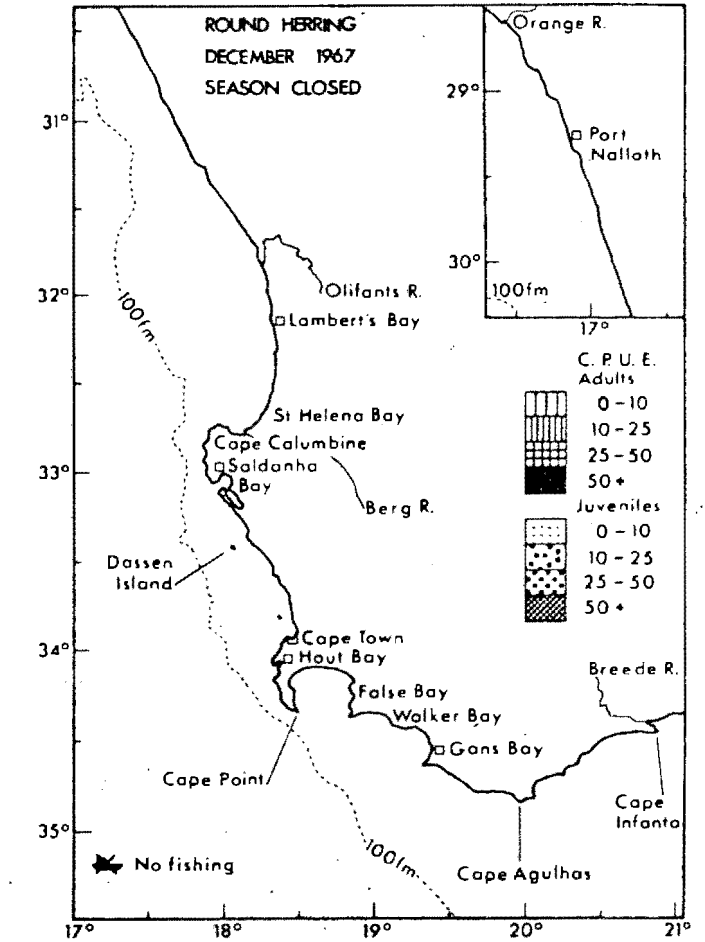 ROUND HERRING
DECEMBER 1967
SEASON CLOSED
Orange R.
29°
Port
Nalloth
30°
100fm
17°
31°
32°
33°
34°
35°
100fm
Olifants R.
Lambert's Bay
St Helena Bay
Cape Calumbine
Saldanha
Bay
Berg R.
Dassen
Island
Cape Town
Hout Bay
False Bay
Walker Bay
Gans Bay
Breede R.
Cape Point
Cape
Infanta
Cape Agulhas
100fm
No fishing
C. P. U. E.
Adults
0-10
10-25
25-50
50+
Juveniles
0-10
10-25
25-50
50+
17°
18°
19°
20°
21°